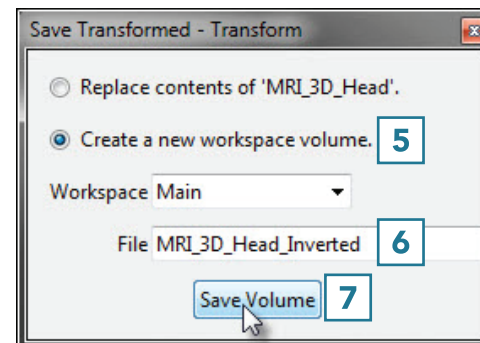 Save Transformed - Transform
Replace contents of 'MRI_3D_Head'.
Create a new workspace volume. 5
Workspace Main
File MRI_3D_Head_Inverted 6
Save Volume 7